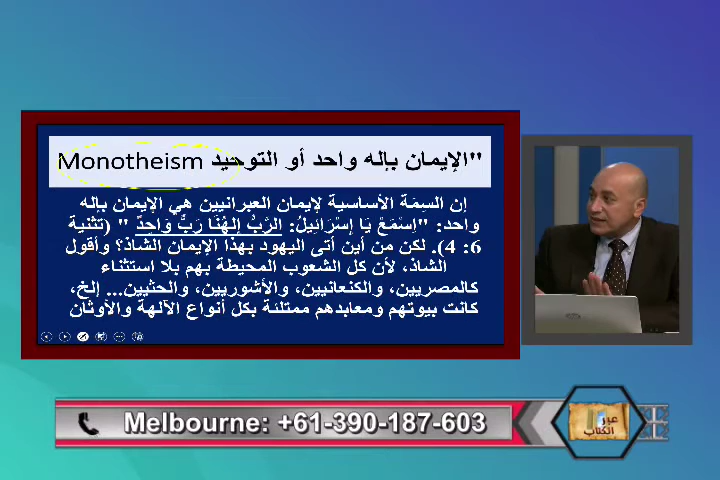 "الإيمان بإله واحد أو التوحيد Monotheism
إن السِمَة الأساسية لإيمان العبرانيين هي الإيمان بإله
واحد: "اِسْمَعْ يَا إِسْرَائِيلُ: الرَّبُّ إِلهُنَا رَبٌّ وَاحِدٌ " (تثنية
6: 4). لكن من أين أتى اليهود بهذا الإيمان الشاذ؟ وأقول
الشاذ، لأن كل الشعوب المحيطة بهم بلا استثناء
كالمصريين، والكنعانيين، والأشوريين، والحثيين... إلخ،
كانت بيوتهم ومعابدهم ممتلئة بكل أنواع الآلهة والأوثان
Melbourne: +61-390-187-603
عبر
الكتاب